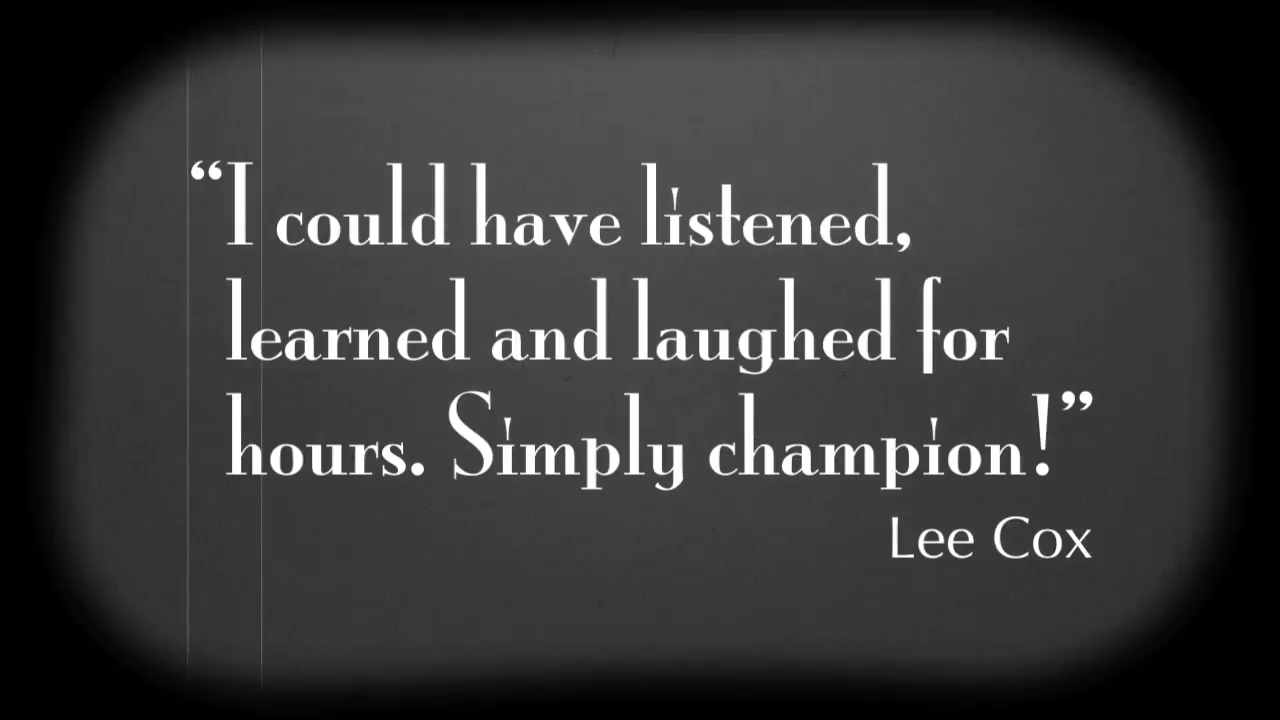 “I could have listened,
learned and laughed for
hours. Simply champion!”
Lee Cox